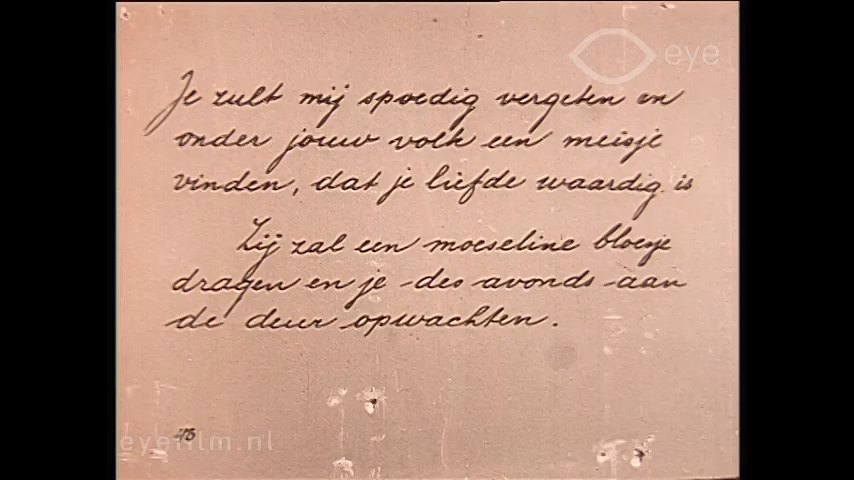 eye
Je zult mij spoedig vergeten en
onder jouw volk een meisje
vinden, dat je liefde waardig is
Zij zal een moeseline bloesje
dragen en je des avonds aan
de deur opwachten.
eyefilm.nl